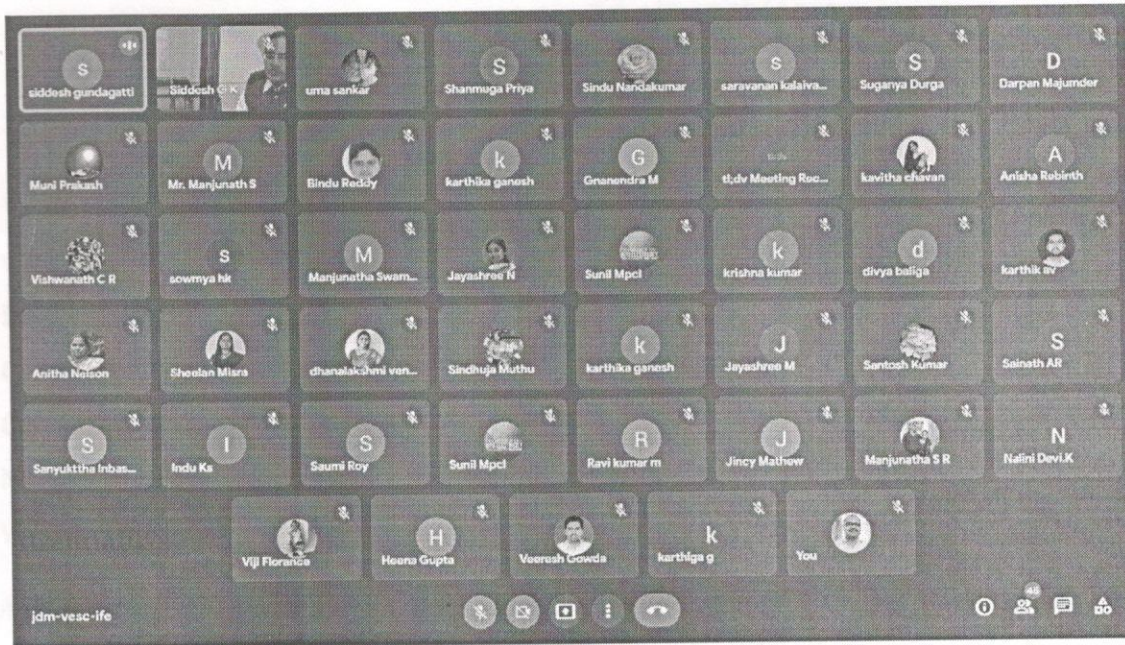 S S S s S D
siddesh gundagatti Siddesh G K uma sankar Shanmuga Priya Sindu Nandakumar saravanan kalaiva... Suganya Durga Darpan Majumder
M k G A
Muni Prakash Mr. Manjunath S Bindu Reddy karthika ganesh Gnanendra M tl;dv Meeting Rec... kavitha chavan Anisha Rebinth
s M k d
Vishwanath C R sowmya hk Manjunatha Swam... Jayashree N Sunil Mpcl krishna kumar divya baliga karthik av
k J S
Anitha Nelson Sheelan Misra dhanalakshmi ven... Sindhuja Muthu karthika ganesh Jayashree M Santosh Kumar Sainath AR
S I S R J N
Sanyukttha Inbas... Indu Ks Saumi Roy Sunil Mpcl Ravi kumar m Jincy Mathew Manjunatha S R Nalini Devi.K
H k
Viji Floranca Heena Gupta Veeresh Gowda karthiga g You
jdm-vesc-ife